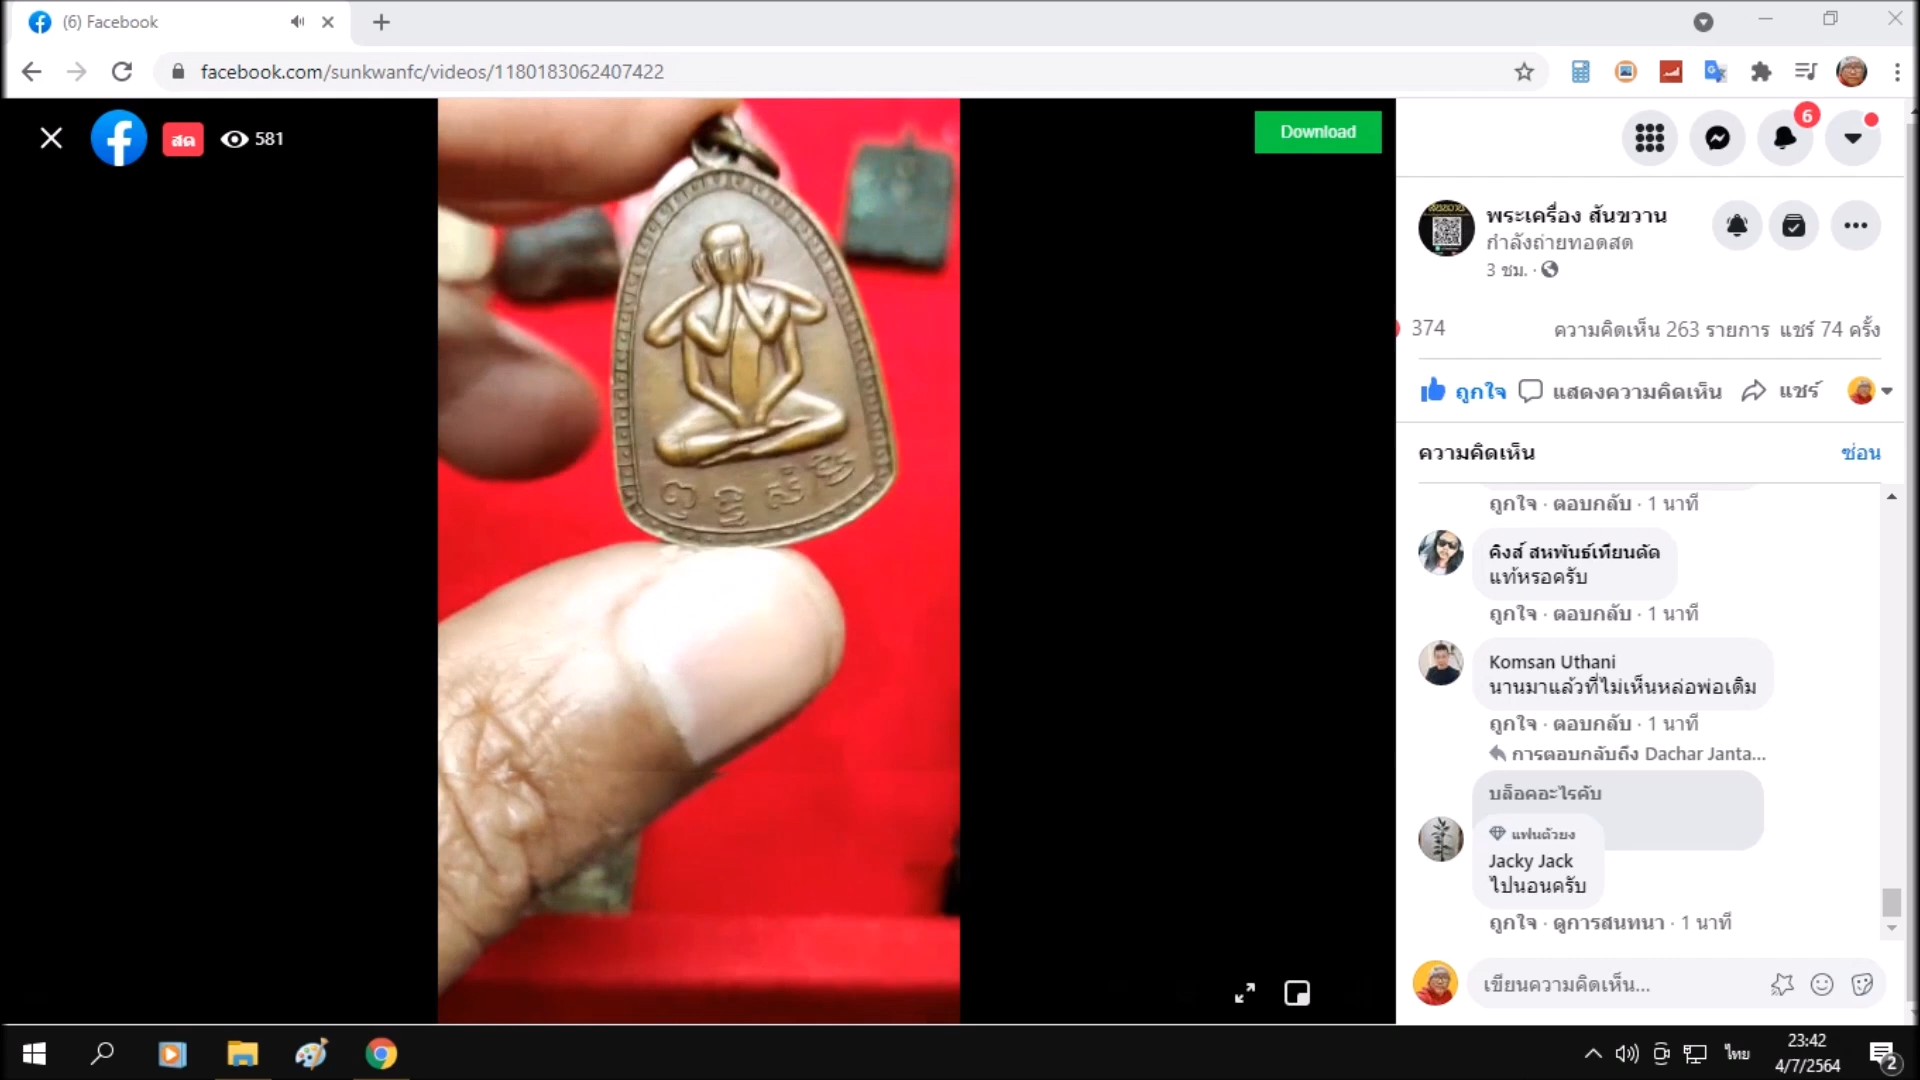 (6) Facebook
facebook.com/sunkwanfc/videos/1180183062407422
สด
581
Download
6
พระเครื่อง สันขวาน
กำลังถ่ายทอดสด
3 ชม. ·
374
ความคิดเห็น 263 รายการ แชร์ 74 ครั้ง
ถูกใจ แสดงความคิดเห็น แชร์
ความคิดเห็น
ซ่อน
ถูกใจ · ตอบกลับ · 1 นาที
คิงส์ สหพันธ์เทียนดัด
แท้หรอครับ
ถูกใจ · ตอบกลับ · 1 นาที
Komsan Uthani
นานมาแล้วที่ไม่เห็นหล่อพ่อเดิม
ถูกใจ · ตอบกลับ · 1 นาที
การตอบกลับถึง Dachar Janta...
บล็อคอะไรคับ
แฟนตัวยง
Jacky Jack
ไปนอนครับ
ถูกใจ · ดูการสนทนา · 1 นาที
เขียนความคิดเห็น...
ไทย
23:42
4/7/2564
2